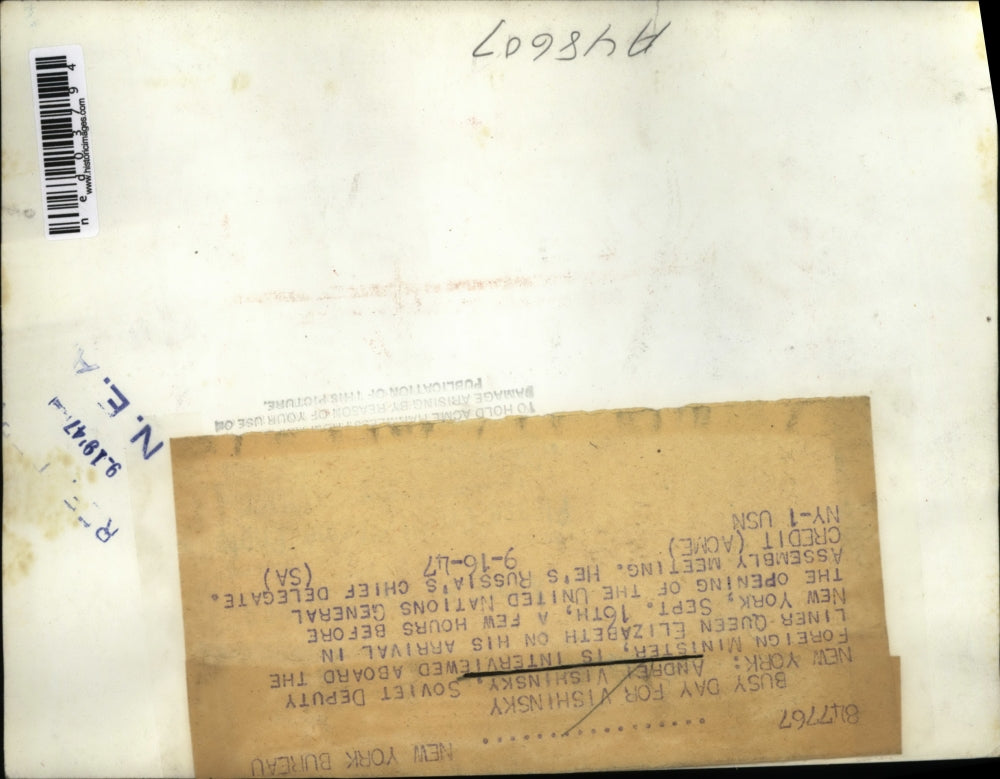 NEW YORK BUREAU
847767
BUSY DAY FOR VISHINSKY
NEW YORK: ANDREI VISHINSKY, SOVIET DEPUTY
FOREIGN MINISTER, IS INTERVIEWED ABOARD THE
LINER QUEEN ELIZABETH ON HIS ARRIVAL IN
NEW YORK, SEPT. 16TH, A FEW HOURS BEFORE
THE OPENING OF THE UNITED NATIONS GENERAL
ASSEMBLY MEETING. HE'S RUSSIA'S CHIEF DELEGATE.
CREDIT (ACME) 9-16-47 (SA)
NY-1 USN
TO HOLD ACME
DAMAGE ARISING BY REASON OF YOUR USE OR
PUBLICATION OF THIS PICTURE.
N. E. A
9-19'47
A48607
ned03794
www.historicimages.com